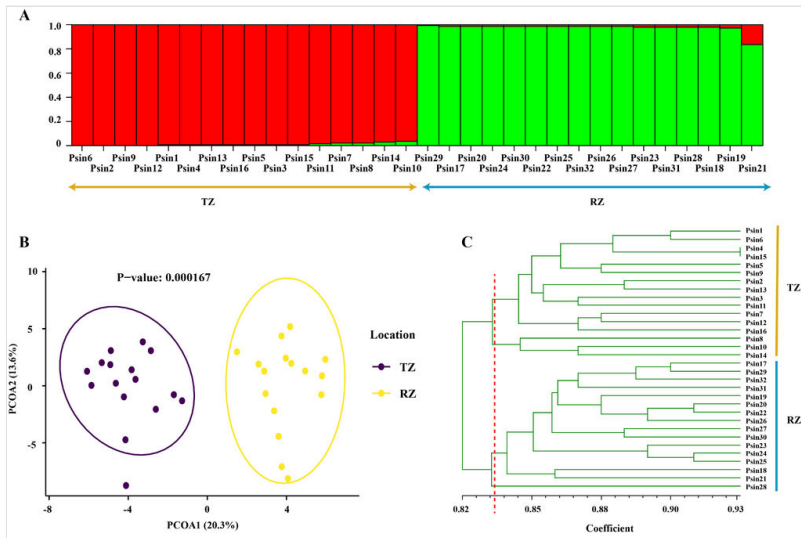 A
1.0
0.8
0.6
0.4
0.2
0
Psin6 Psin9 Psin1 Psin13 Psin5 Psin15 Psin7 Psin14 Psin29 Psin20 Psin30 Psin25 Psin26 Psin23 Psin28 Psin19
Psin2 Psin12 Psin4 Psin16 Psin3 Psin11 Psin8 Psin10 Psin17 Psin24 Psin22 Psin32 Psin27 Psin31 Psin18 Psin21
TZ RZ
B
P-value: 0.000167
10
5
0
-5
PCOA2 (13.6%)
-8 -4 0 4
PCOA1 (20.3%)
Location
TZ
RZ
C
Psin1
Psin6
Psin4
Psin15
Psin5
Psin9
Psin2
Psin13
Psin3
Psin11
Psin7
Psin12
Psin16
Psin8
Psin10
Psin14
Psin17
Psin29
Psin32
Psin31
Psin19
Psin20
Psin22
Psin26
Psin27
Psin30
Psin23
Psin24
Psin25
Psin18
Psin21
Psin28
TZ
RZ
0.82 0.85 0.88 0.90 0.93
Coefficient